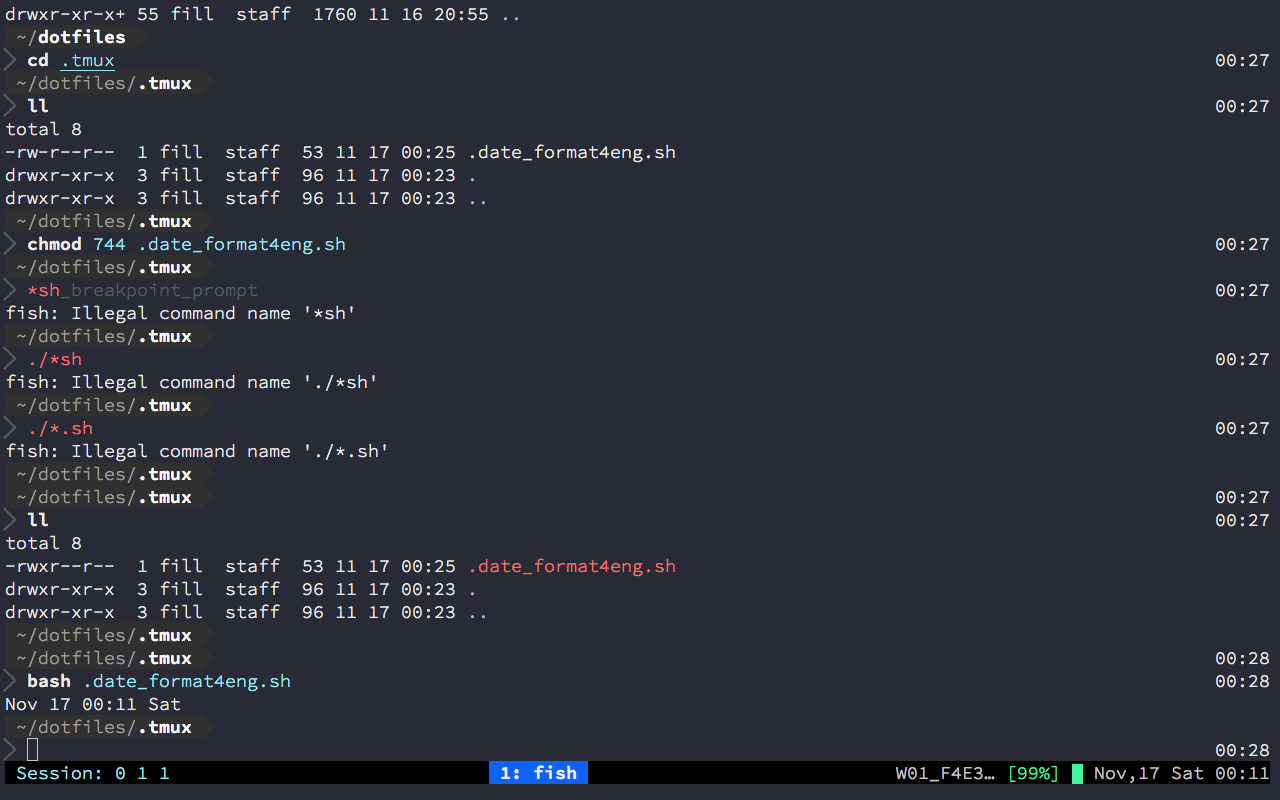 drwxr-xr-x+ 55 fill  staff  1760 11 16 20:55 ..
~/dotfiles
cd .tmux 00:27
~/dotfiles/.tmux
ll 00:27
total 8
-rw-r--r--  1 fill  staff  53 11 17 00:25 .date_format4eng.sh
drwxr-xr-x  3 fill  staff  96 11 17 00:23 .
drwxr-xr-x  3 fill  staff  96 11 17 00:23 ..
~/dotfiles/.tmux
chmod 744 .date_format4eng.sh 00:27
~/dotfiles/.tmux
*sh_breakpoint_prompt 00:27
fish: Illegal command name '*sh'
~/dotfiles/.tmux
./*sh 00:27
fish: Illegal command name './*sh'
~/dotfiles/.tmux
./*.sh 00:27
fish: Illegal command name './*.sh'
~/dotfiles/.tmux
~/dotfiles/.tmux 00:27
ll 00:27
total 8
-rwxr--r--  1 fill  staff  53 11 17 00:25 .date_format4eng.sh
drwxr-xr-x  3 fill  staff  96 11 17 00:23 .
drwxr-xr-x  3 fill  staff  96 11 17 00:23 ..
~/dotfiles/.tmux
~/dotfiles/.tmux 00:28
bash .date_format4eng.sh 00:28
Nov 17 00:11 Sat
~/dotfiles/.tmux
00:28
Session: 0 1 1 1: fish W01_F4E3… [99%] Nov,17 Sat 00:11